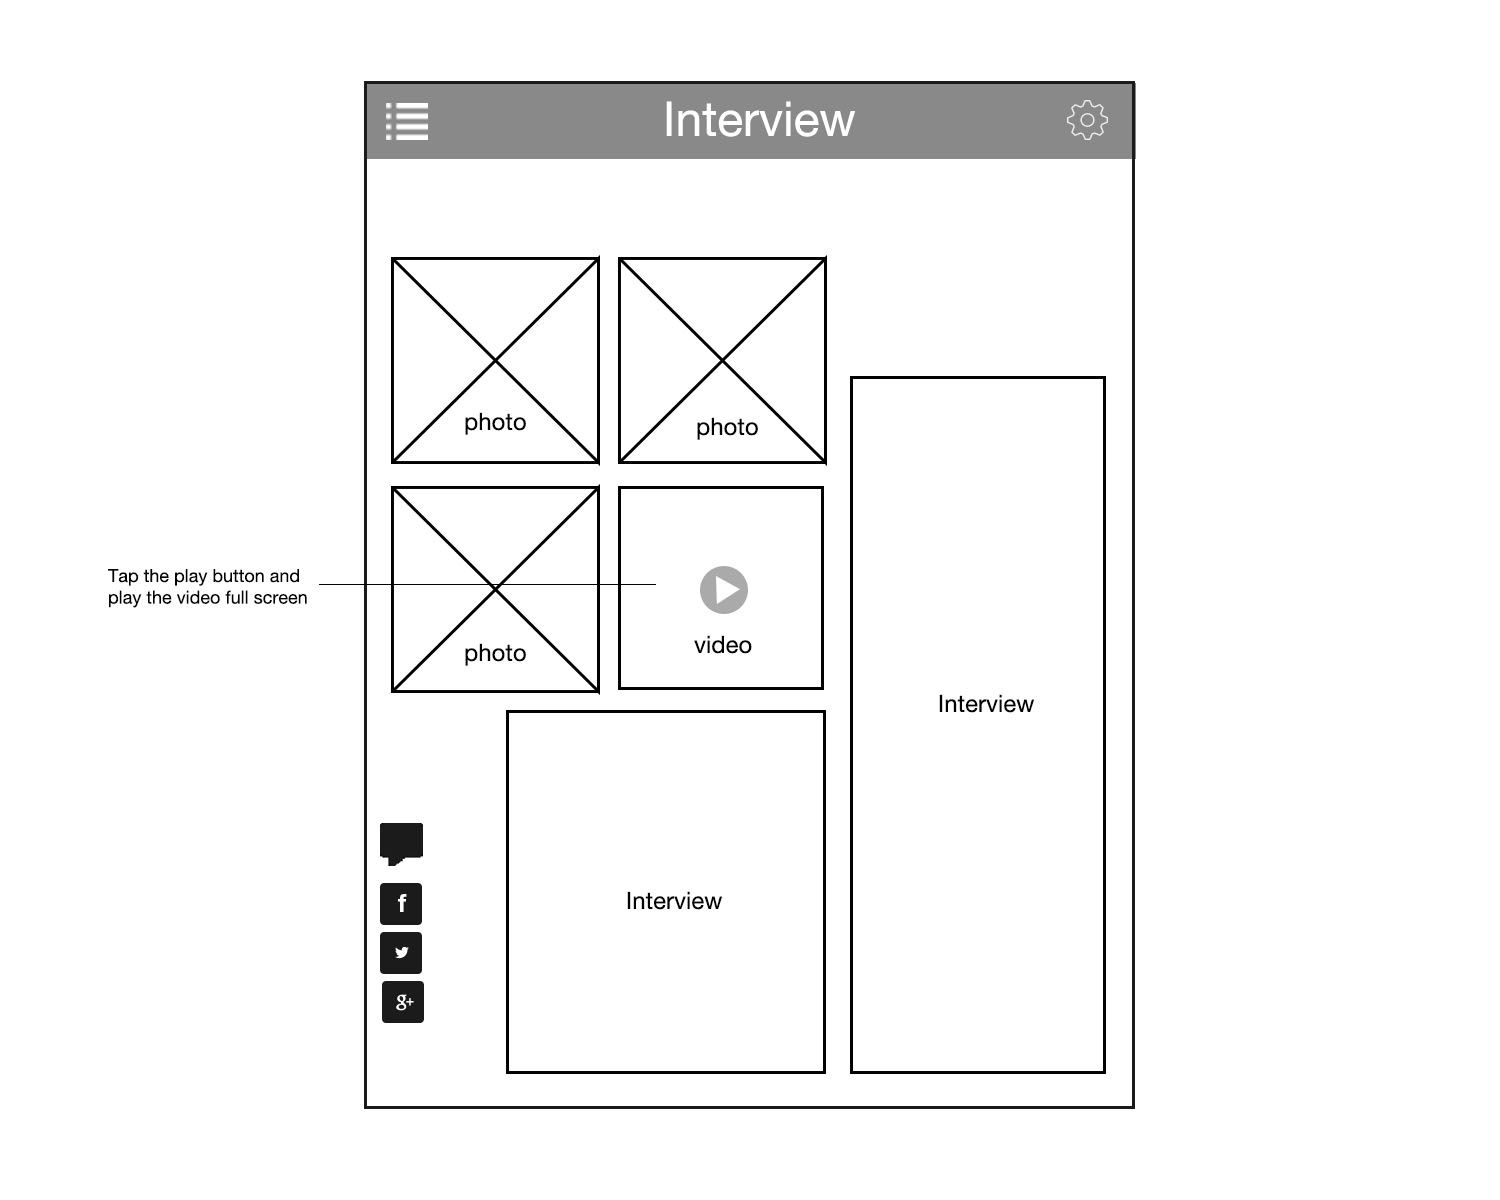 Interview
photo
photo
Tap the play button and
play the video full screen
photo
video
Interview
Interview
f
g+